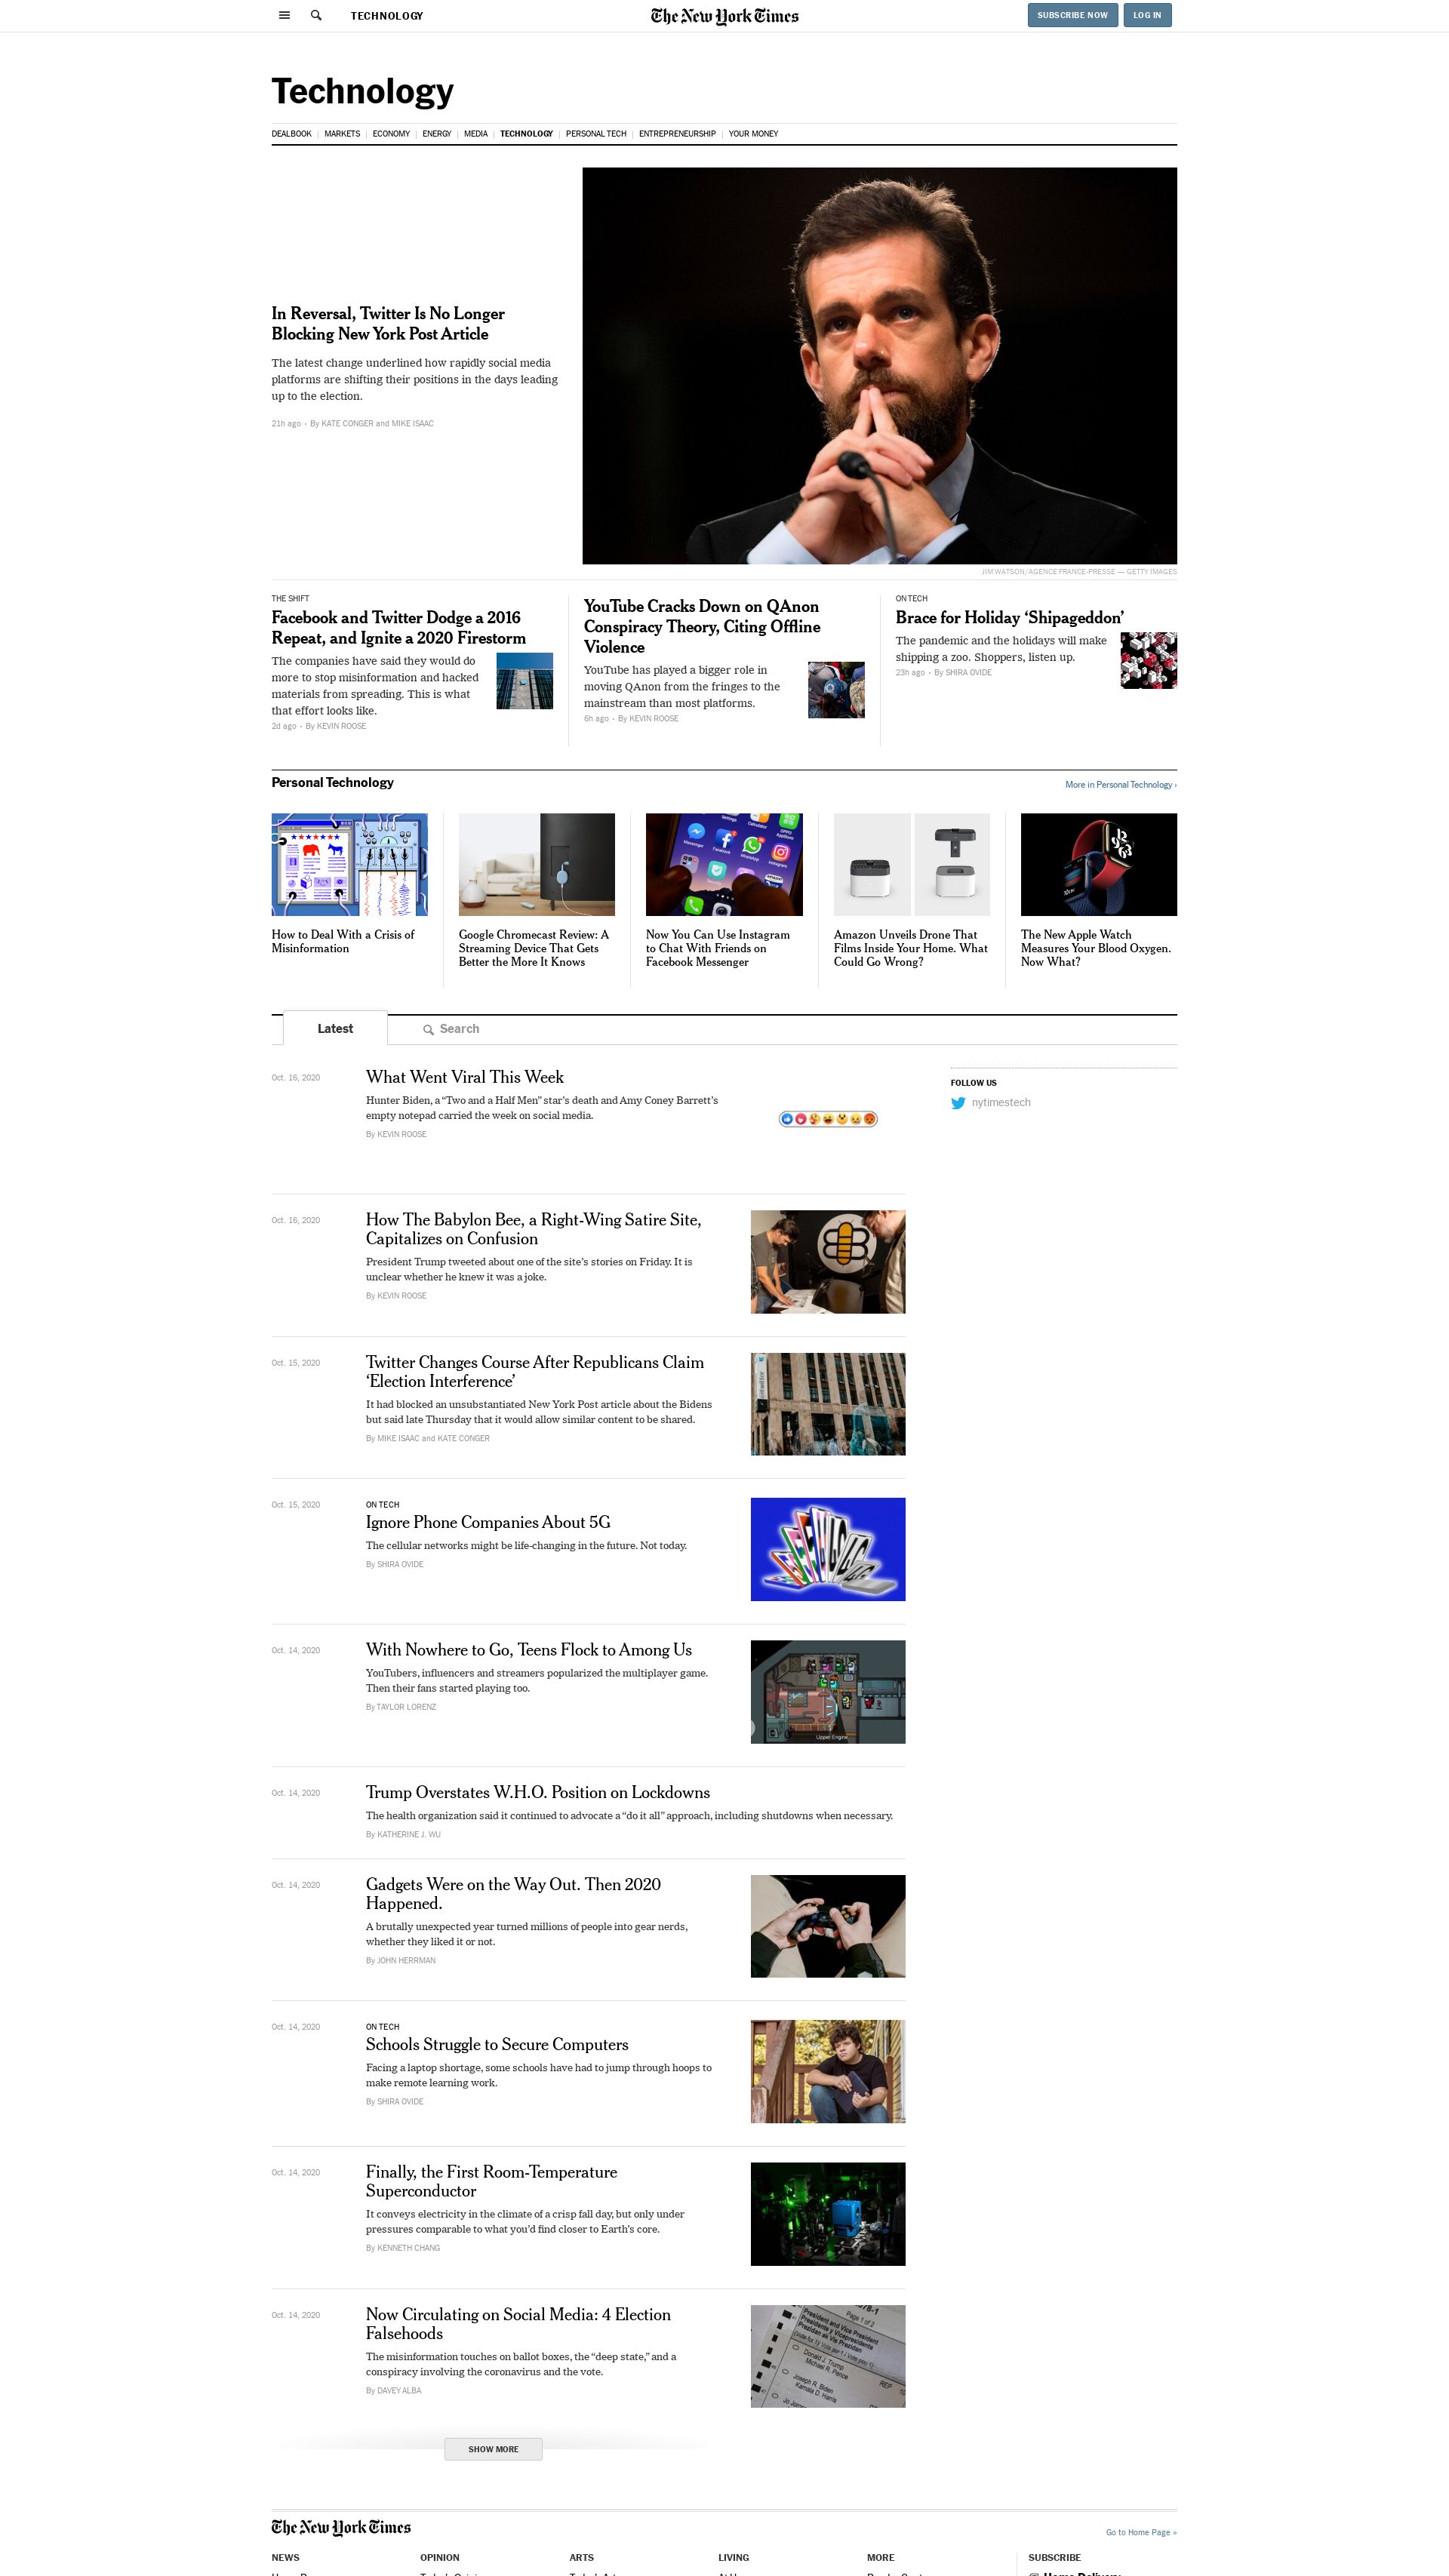 TECHNOLOGY
The New York Times
SUBSCRIBE NOW
LOG IN
Technology
DEALBOOK
MARKETS
ECONOMY
ENERGY
MEDIA
TECHNOLOGY
PERSONAL TECH
ENTREPRENEURSHIP
YOUR MONEY
In Reversal, Twitter Is No Longer
Blocking New York Post Article
The latest change underlined how rapidly social media
platforms are shifting their positions in the days leading
up to the election.
21h ago • By KATE CONGER and MIKE ISAAC
JIM WATSON/AGENCE FRANCE-PRESSE — GETTY IMAGES
THE SHIFT
Facebook and Twitter Dodge a 2016
Repeat, and Ignite a 2020 Firestorm
The companies have said they would do
more to stop misinformation and hacked
materials from spreading. This is what
that effort looks like.
2d ago • By KEVIN ROOSE
YouTube Cracks Down on QAnon
Conspiracy Theory, Citing Offline
Violence
YouTube has played a bigger role in
moving QAnon from the fringes to the
mainstream than most platforms.
6h ago • By KEVIN ROOSE
ON TECH
Brace for Holiday ‘Shipageddon’
The pandemic and the holidays will make
shipping a zoo. Shoppers, listen up.
23h ago • By SHIRA OVIDE
Personal Technology
More in Personal Technology ›
How to Deal With a Crisis of
Misinformation
Google Chromecast Review: A
Streaming Device That Gets
Better the More It Knows
Messenger
Facebook
WhatsApp
Instagram
Now You Can Use Instagram
to Chat With Friends on
Facebook Messenger
Amazon Unveils Drone That
Films Inside Your Home. What
Could Go Wrong?
The New Apple Watch
Measures Your Blood Oxygen.
Now What?
Latest
Search
Oct. 16, 2020
What Went Viral This Week
Hunter Biden, a “Two and a Half Men” star’s death and Amy Coney Barrett’s
empty notepad carried the week on social media.
By KEVIN ROOSE
FOLLOW US
nytimestech
Oct. 16, 2020
How The Babylon Bee, a Right-Wing Satire Site,
Capitalizes on Confusion
President Trump tweeted about one of the site’s stories on Friday. It is
unclear whether he knew it was a joke.
By KEVIN ROOSE
Oct. 15, 2020
Twitter Changes Course After Republicans Claim
‘Election Interference’
It had blocked an unsubstantiated New York Post article about the Bidens
but said late Thursday that it would allow similar content to be shared.
By MIKE ISAAC and KATE CONGER
Oct. 15, 2020
ON TECH
Ignore Phone Companies About 5G
The cellular networks might be life-changing in the future. Not today.
By SHIRA OVIDE
Oct. 14, 2020
With Nowhere to Go, Teens Flock to Among Us
YouTubers, influencers and streamers popularized the multiplayer game.
Then their fans started playing too.
By TAYLOR LORENZ
Upper Engine
Oct. 14, 2020
Trump Overstates W.H.O. Position on Lockdowns
The health organization said it continued to advocate a “do it all” approach, including shutdowns when necessary.
By KATHERINE J. WU
Oct. 14, 2020
Gadgets Were on the Way Out. Then 2020
Happened.
A brutally unexpected year turned millions of people into gear nerds,
whether they liked it or not.
By JOHN HERRMAN
Oct. 14, 2020
ON TECH
Schools Struggle to Secure Computers
Facing a laptop shortage, some schools have had to jump through hoops to
make remote learning work.
By SHIRA OVIDE
Oct. 14, 2020
Finally, the First Room-Temperature
Superconductor
It conveys electricity in the climate of a crisp fall day, but only under
pressures comparable to what you’d find closer to Earth’s core.
By KENNETH CHANG
Oct. 14, 2020
Now Circulating on Social Media: 4 Election
Falsehoods
The misinformation touches on ballot boxes, the “deep state,” and a
conspiracy involving the coronavirus and the vote.
By DAVEY ALBA
Page 1 of 2
President and Vice President
Donald J. Trump
Michael R. Pence
REP
Joseph R. Biden
Kamala D. Harris
SHOW MORE
The New York Times
Go to Home Page »
NEWS
OPINION
ARTS
LIVING
MORE
SUBSCRIBE